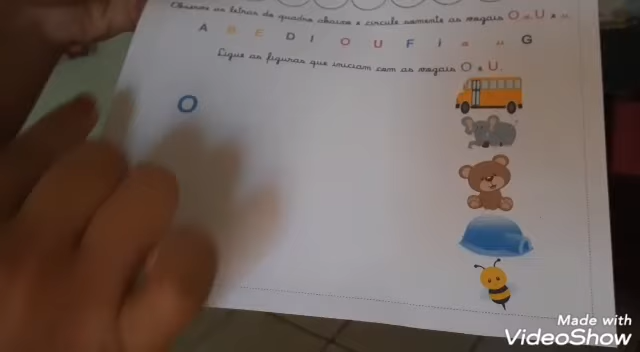 Observe as letras do quadro abaixo e circule somente as vogais O o, U e u.
A B E D I O U F i o u G
Ligue as figuras que iniciam com as vogais O e U.
O
Made with
VideoShow